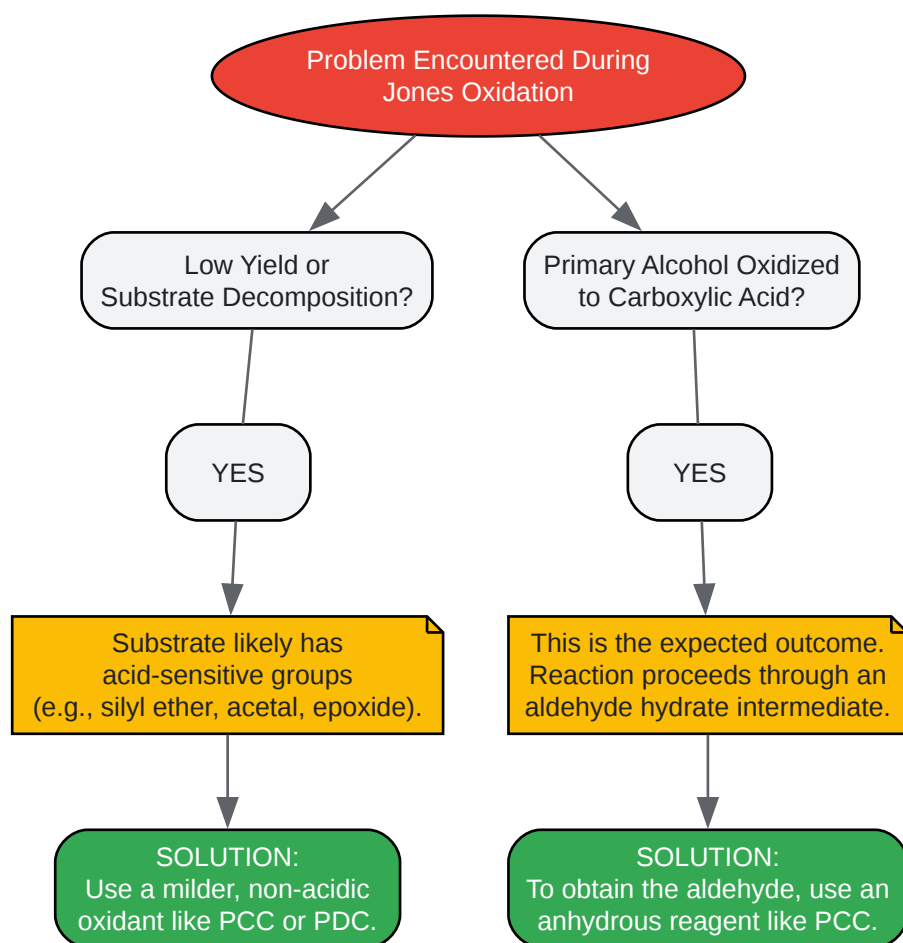 Problem Encountered During
Jones Oxidation
Low Yield or
Substrate Decomposition?
Primary Alcohol Oxidized
to Carboxylic Acid?
YES
YES
Substrate likely has
acid-sensitive groups
(e.g., silyl ether, acetal, epoxide).
This is the expected outcome.
Reaction proceeds through an
aldehyde hydrate intermediate.
SOLUTION:
Use a milder, non-acidic
oxidant like PCC or PDC.
SOLUTION:
To obtain the aldehyde, use an
anhydrous reagent like PCC.